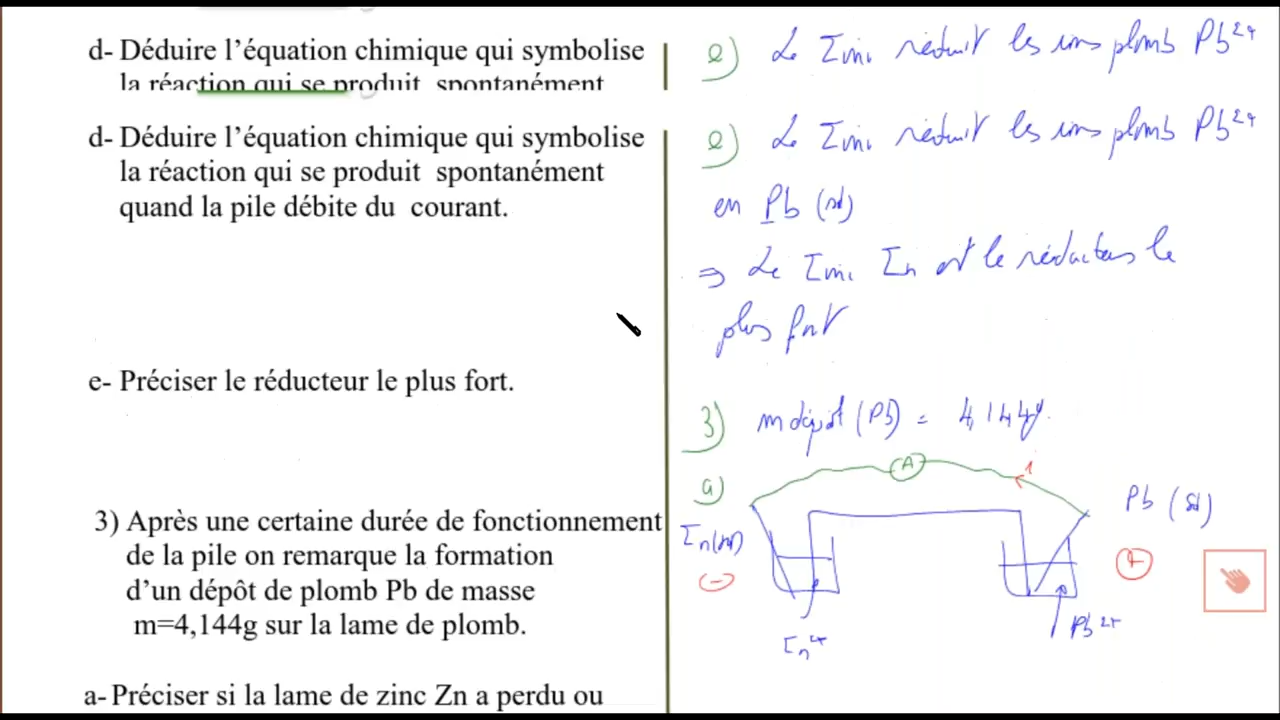 d- Déduire l'équation chimique qui symbolise
la réaction qui se produit spontanément
d- Déduire l'équation chimique qui symbolise
la réaction qui se produit spontanément
quand la pile débite du courant.
e- Préciser le réducteur le plus fort.
3) Après une certaine durée de fonctionnement
de la pile on remarque la formation
d'un dépôt de plomb Pb de masse
m=4,144g sur la lame de plomb.
a- Préciser si la lame de zinc Zn a perdu ou
e) Le Zinc réduit les ions plomb Pb2+
e) Le Zinc réduit les ions plomb Pb2+
en Pb (sd)
⇒ Le Zinc Zn est le réducteur le
plus fort
3) m dépôt (Pb) = 4,144g.
A
a)
Pb (sd)
Zn (sd)
-
+
Zn2+
Pb2+